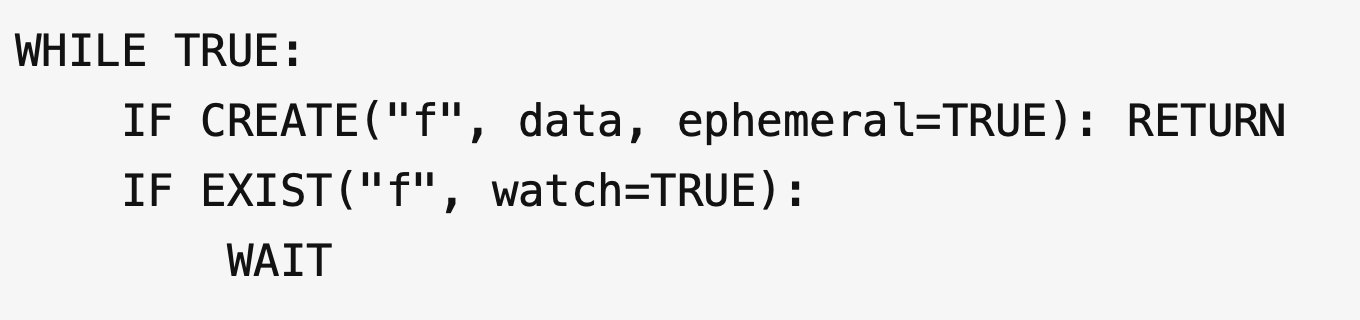 WHILE TRUE:
    IF CREATE("f", data, ephemeral=TRUE): RETURN
    IF EXIST("f", watch=TRUE):
        WAIT